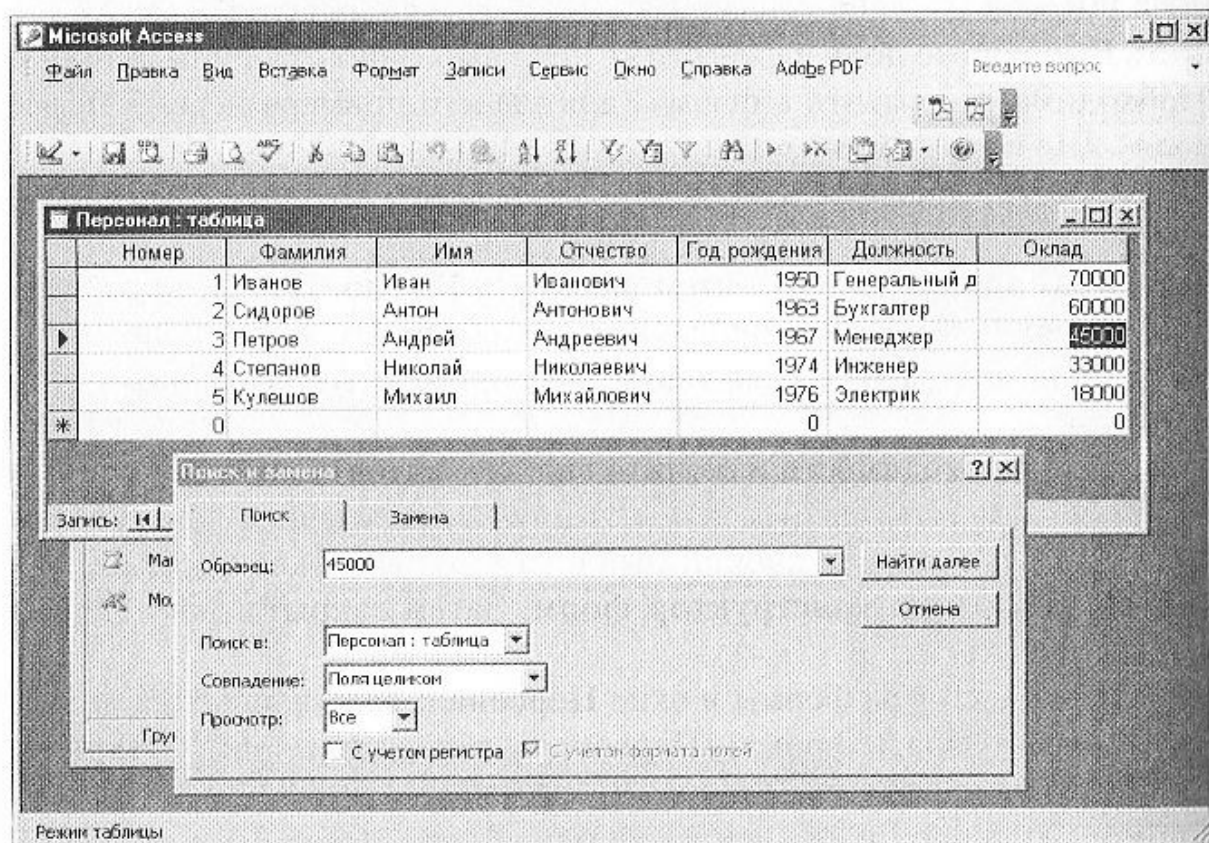 Microsoft Access
Файл Правка Вид Вставка Формат Записи Сервис Окно Справка Adobe PDF Введите вопрос
Персонал : таблица
Номер Фамилия Имя Отчество Год рождения Должность Оклад
1 Иванов Иван Иванович 1950 Генеральный д 70000
2 Сидоров Антон Антонович 1963 Бухгалтер 60000
3 Петров Андрей Андреевич 1967 Менеджер 45000
4 Степанов Николай Николаевич 1974 Инженер 33000
5 Кулешов Михаил Михайлович 1976 Электрик 18000
0 0 0
Поиск и замена
Запись:
Поиск Замена
Мак
Образец: 45000 Найти далее
Мо
Отмена
Поиск в: Персонал : таблица
Совпадение: Поля целиком
Просмотр: Все
Гру
С учетом регистра С учетом формата полей
Режим таблицы